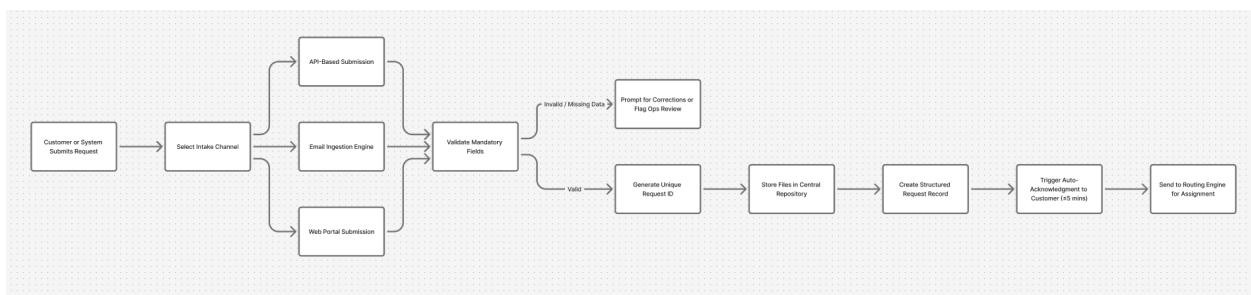 API-Based Submission
Invalid / Missing Data
Prompt for Corrections or
Flag Ops Review
Customer or System
Submits Request
Select Intake Channel
Email Ingestion Engine
Validate Mandatory
Fields
Valid
Generate Unique
Request ID
Store Files in Central
Repository
Create Structured
Request Record
Trigger Auto-
Acknowledgment to
Customer (≤5 mins)
Send to Routing Engine
for Assignment
Web Portal Submission